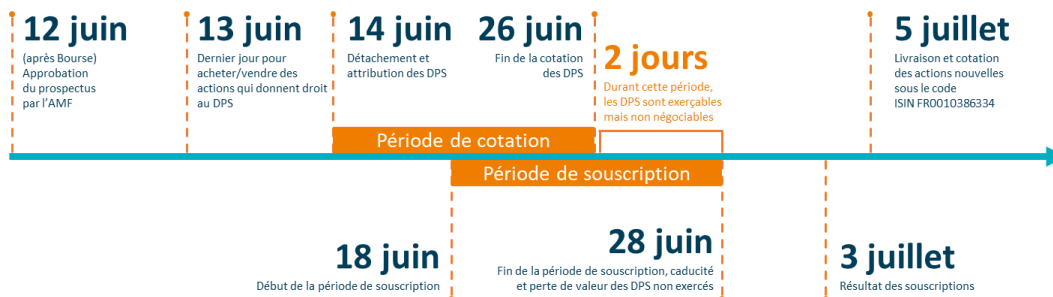 12 juin
(après Bourse)
Approbation
du prospectus
par l'AMF
13 juin
Dernier jour pour
acheter/vendre des
actions qui donnent droit
au DPS
14 juin
Détachement et
attribution des DPS
26 juin
Fin de la cotation
des DPS
2 jours
Durant cette période,
les DPS sont exerçables
mais non négociables
5 juillet
Livraison et cotation
des actions nouvelles
sous le code
ISIN FR0010386334
Période de cotation
Période de souscription
18 juin
Début de la période de souscription
28 juin
Fin de la période de souscription, caducité
et perte de valeur des DPS non exercés
3 juillet
Résultat des souscriptions